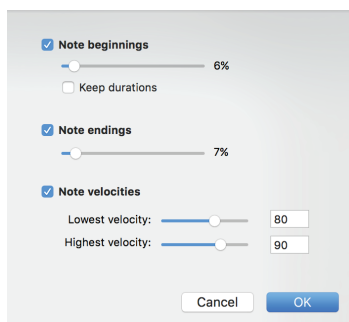 Note beginnings
6%
Keep durations
Note endings
7%
Note velocities
Lowest velocity: 80
Highest velocity: 90
Cancel OK